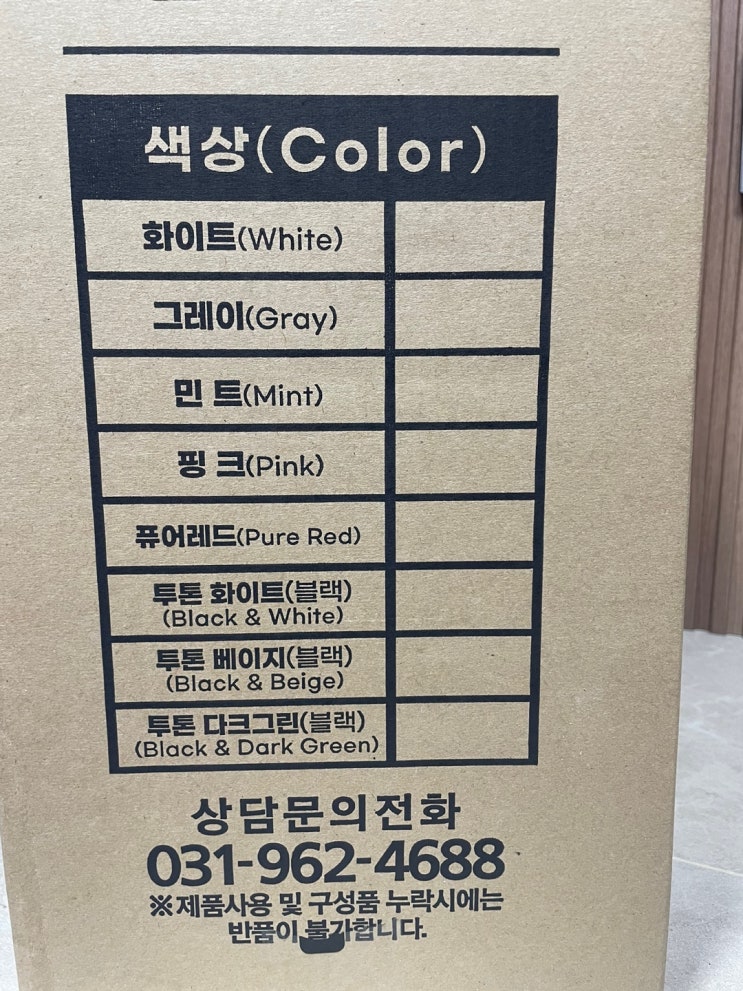 색상(Color)
화이트(White)
그레이(Gray)
민 트(Mint)
핑 크(Pink)
퓨어레드(Pure Red)
투톤 화이트(블랙)
(Black & White)
투톤 베이지(블랙)
(Black & Beige)
투톤 다크그린(블랙)
(Black & Dark Green)
상담문의전화
031-962-4688
※제품사용 및 구성품 누락시에는
반품이 불가합니다.